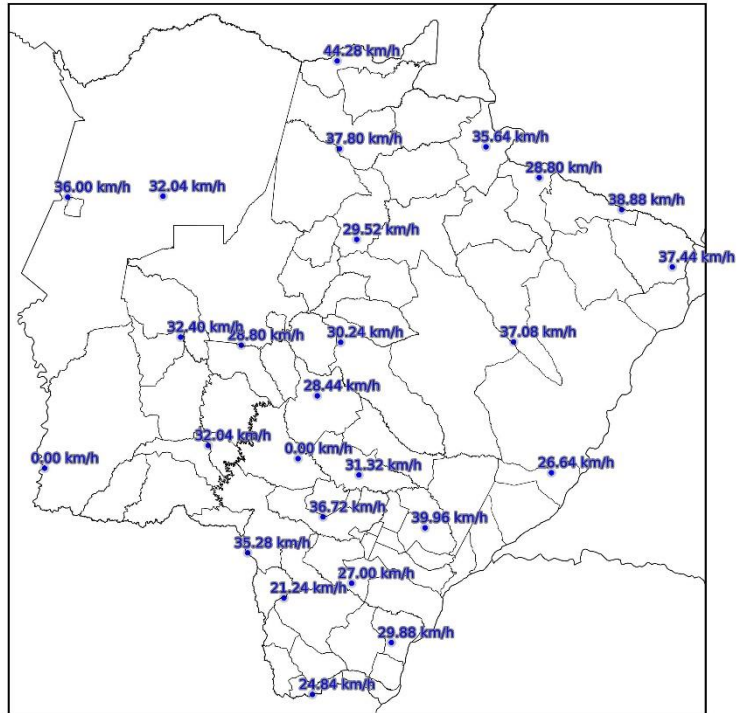 44.28 km/h
37.80 km/h
35.64 km/h
28.80 km/h
36.00 km/h
32.04 km/h
38.88 km/h
29.52 km/h
37.44 km/h
32.40 km/h
28.80 km/h
30.24 km/h
37.08 km/h
28.44 km/h
32.04 km/h
0.00 km/h
0.00 km/h
31.32 km/h
26.64 km/h
36.72 km/h
39.96 km/h
35.28 km/h
27.00 km/h
21.24 km/h
29.88 km/h
24.84 km/h